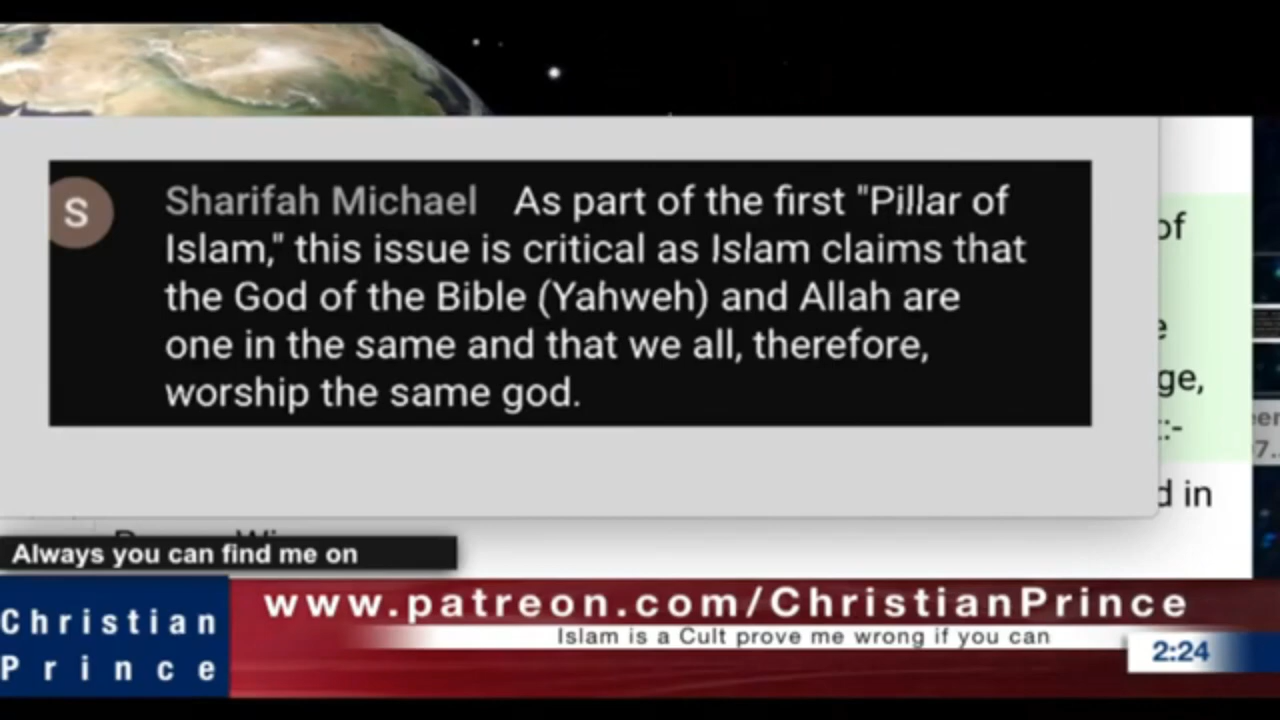 S
Sharifah Michael As part of the first "Pillar of
Islam," this issue is critical as Islam claims that
the God of the Bible (Yahweh) and Allah are
one in the same and that we all, therefore,
worship the same god.
of
ge,
d in
Always you can find me on
Christian
Prince
www.patreon.com/ChristianPrince
Islam is a Cult prove me wrong if you can
2:24